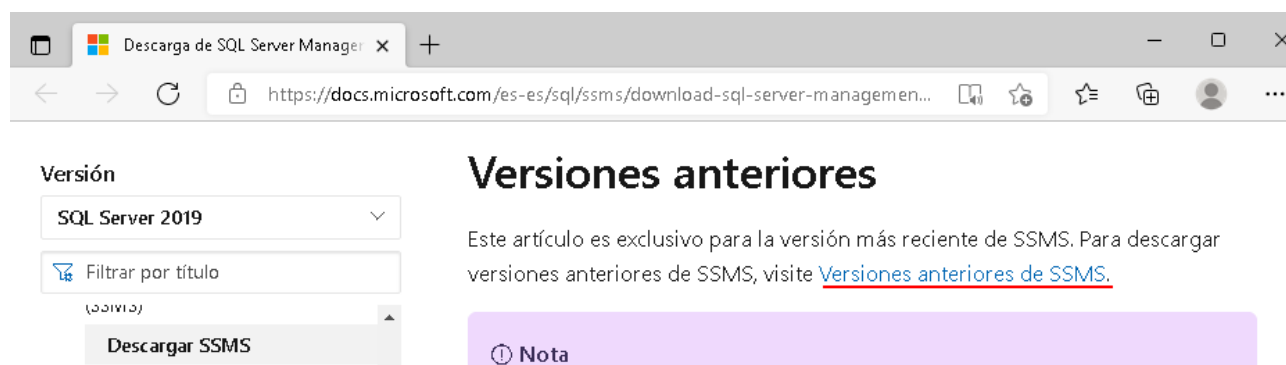 Descarga de SQL Server Manager
https://docs.microsoft.com/es-es/sql/ssms/download-sql-server-managemen...
Versión
SQL Server 2019
Filtrar por título
(SSMS)
Descargar SSMS
Versiones anteriores
Este artículo es exclusivo para la versión más reciente de SSMS. Para descargar
versiones anteriores de SSMS, visite Versiones anteriores de SSMS.
Nota